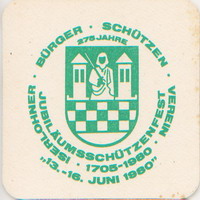 ISERLOHNER · BÜRGER · SCHÜTZEN · VEREIN
275 JAHRE
JUBILÄUMSSCHÜTZENFEST
· 1705-1980 ·
„13.-16. JUNI 1980"